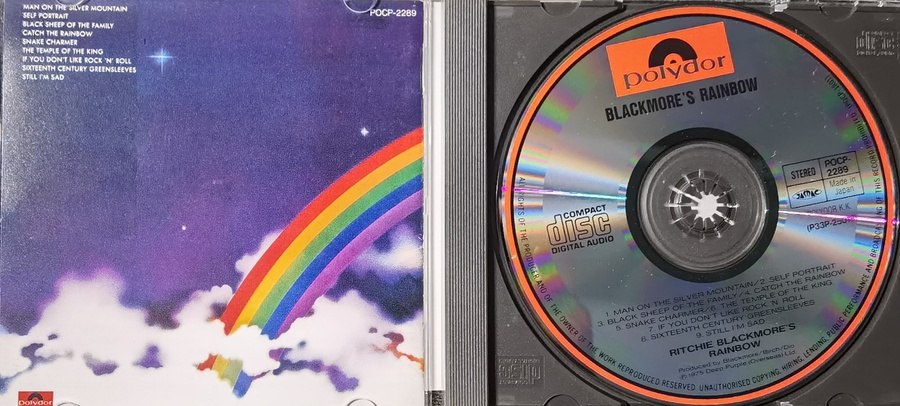 MAN ON THE SILVER MOUNTAIN
SELF PORTRAIT
BLACK SHEEP OF THE FAMILY
CATCH THE RAINBOW
SNAKE CHARMER
THE TEMPLE OF THE KING
IF YOU DON'T LIKE ROCK 'N' ROLL
SIXTEENTH CENTURY GREENSLEEVES
STILL I'M SAD
POCP-2289
polydor
polydor
BLACKMORE'S RAINBOW
STEREO
POCP-
2289
Made in
Japan
COMPACT
disc
DIGITAL AUDIO
1. MAN ON THE SILVER MOUNTAIN/2. SELF PORTRAIT
3. BLACK SHEEP OF THE FAMILY/4. CATCH THE RAINBOW
5. SNAKE CHARMER/6. THE TEMPLE OF THE KING
7. IF YOU DON'T LIKE ROCK 'N' ROLL
8. SIXTEENTH CENTURY GREENSLEEVES
9. STILL I'M SAD
RITCHIE BLACKMORE'S
RAINBOW
Produced by Blackmore/Birch/Dio
℗ 1975 Deep Purple (Overseas) Ltd.
ALL RIGHTS OF THE PRODUCER AND OF THE OWNER OF THE WORK REPRODUCED RESERVED. UNAUTHORISED COPYING, HIRING, LENDING, PUBLIC PERFORMANCE AND BROADCASTING OF THIS RECORD PROHIBITED